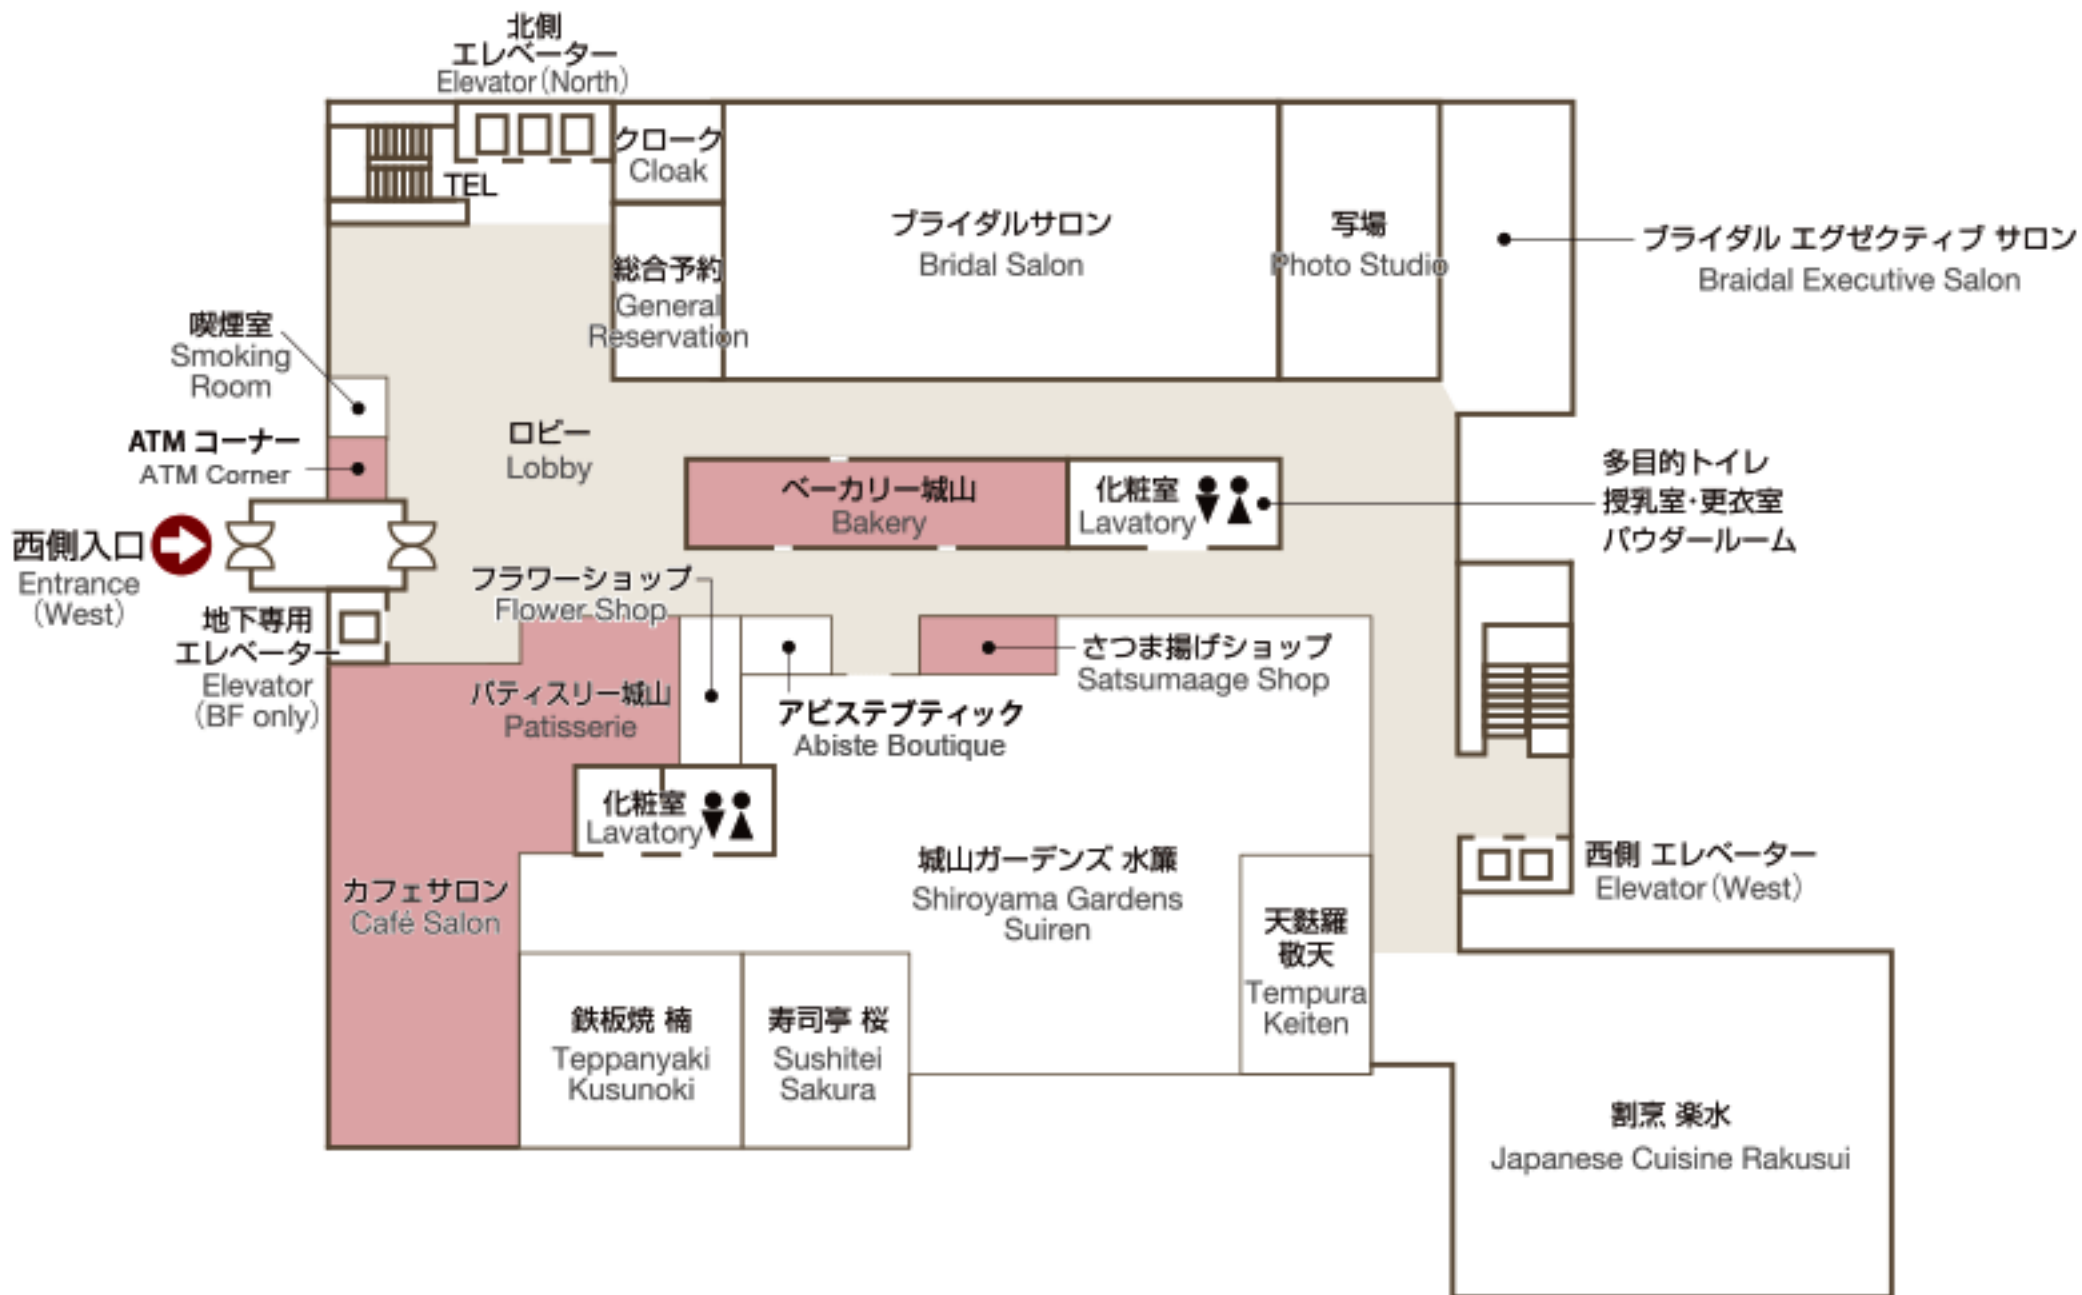 北側
エレベーター
Elevator(North)
クローク
Cloak
TEL
総合予約
General
Reservation
ブライダルサロン
Bridal Salon
写場
Photo Studio
ブライダル エグゼクティブ サロン
Braidal Executive Salon
喫煙室
Smoking
Room
ATM コーナー
ATM Corner
ロビー
Lobby
西側入口
Entrance
(West)
ベーカリー城山
Bakery
化粧室
Lavatory
多目的トイレ
授乳室・更衣室
パウダールーム
地下専用
エレベーター
Elevator
(BF only)
フラワーショップ
Flower Shop
パティスリー城山
Patisserie
アビステブティック
Abiste Boutique
さつま揚げショップ
Satsumaage Shop
化粧室
Lavatory
カフェサロン
Café Salon
城山ガーデンズ 水簾
Shiroyama Gardens
Suiren
西側 エレベーター
Elevator(West)
天麩羅
敬天
Tempura
Keiten
鉄板焼 楠
Teppanyaki
Kusunoki
寿司亭 桜
Sushitei
Sakura
割烹 楽水
Japanese Cuisine Rakusui